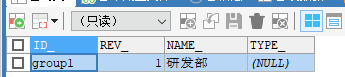 (只读)
ID_ REV_ NAME_ TYPE_
group1 1 研发部 (NULL)